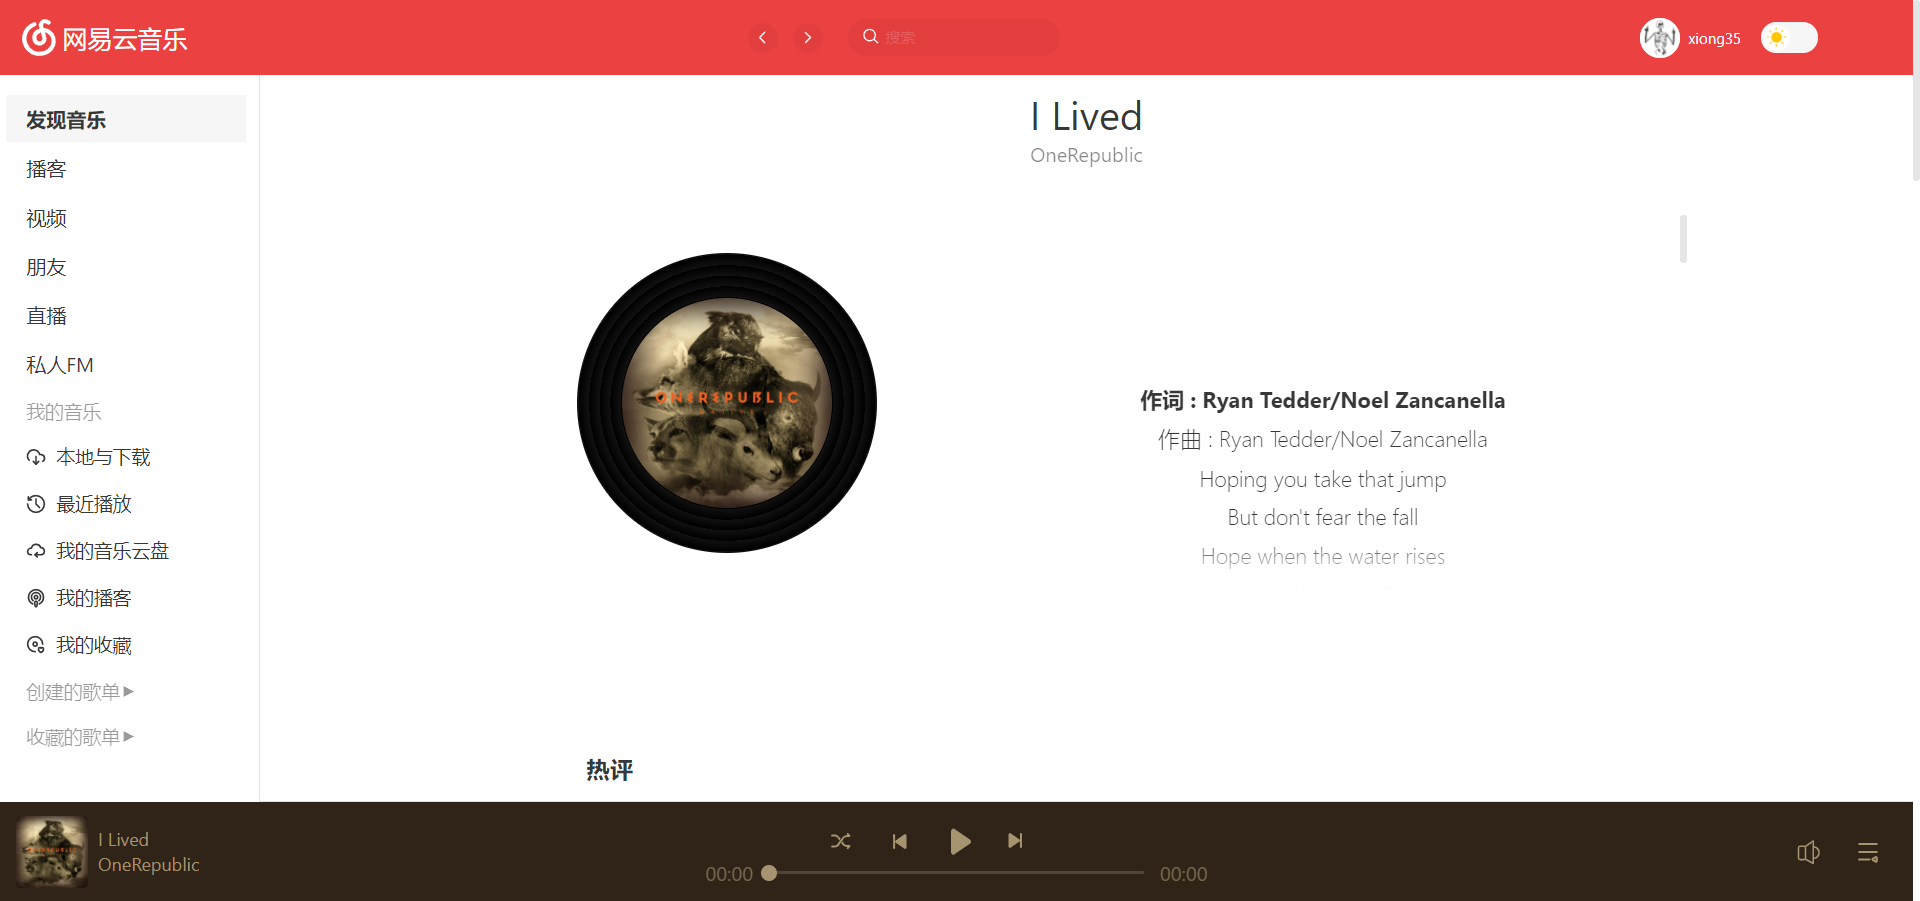 网易云音乐
搜索
xiong35
发现音乐
播客
视频
朋友
直播
私人FM
我的音乐
本地与下载
最近播放
我的音乐云盘
我的播客
我的收藏
创建的歌单▶
收藏的歌单▶
I Lived
OneRepublic
ONEREPUBLIC
作词 : Ryan Tedder/Noel Zancanella
作曲 : Ryan Tedder/Noel Zancanella
Hoping you take that jump
But don't fear the fall
Hope when the water rises
热评
I Lived
OneRepublic
00:00
00:00